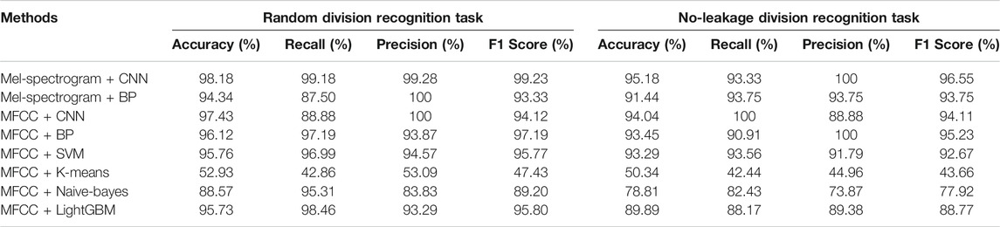 Methods Random division recognition task No-leakage division recognition task
Accuracy (%) Recall (%) Precision (%) F1 Score (%) Accuracy (%) Recall (%) Precision (%) F1 Score (%)
Mel-spectrogram + CNN 98.18 99.18 99.28 99.23 95.18 93.33 100 96.55
Mel-spectrogram + BP 94.34 87.50 100 93.33 91.44 93.75 93.75 93.75
MFCC + CNN 97.43 88.88 100 94.12 94.04 100 88.88 94.11
MFCC + BP 96.12 97.19 93.87 97.19 93.45 90.91 100 95.23
MFCC + SVM 95.76 96.99 94.57 95.77 93.29 93.56 91.79 92.67
MFCC + K-means 52.93 42.86 53.09 47.43 50.34 42.44 44.96 43.66
MFCC + Naive-bayes 88.57 95.31 83.83 89.20 78.81 82.43 73.87 77.92
MFCC + LightGBM 95.73 98.46 93.29 95.80 89.89 88.17 89.38 88.77